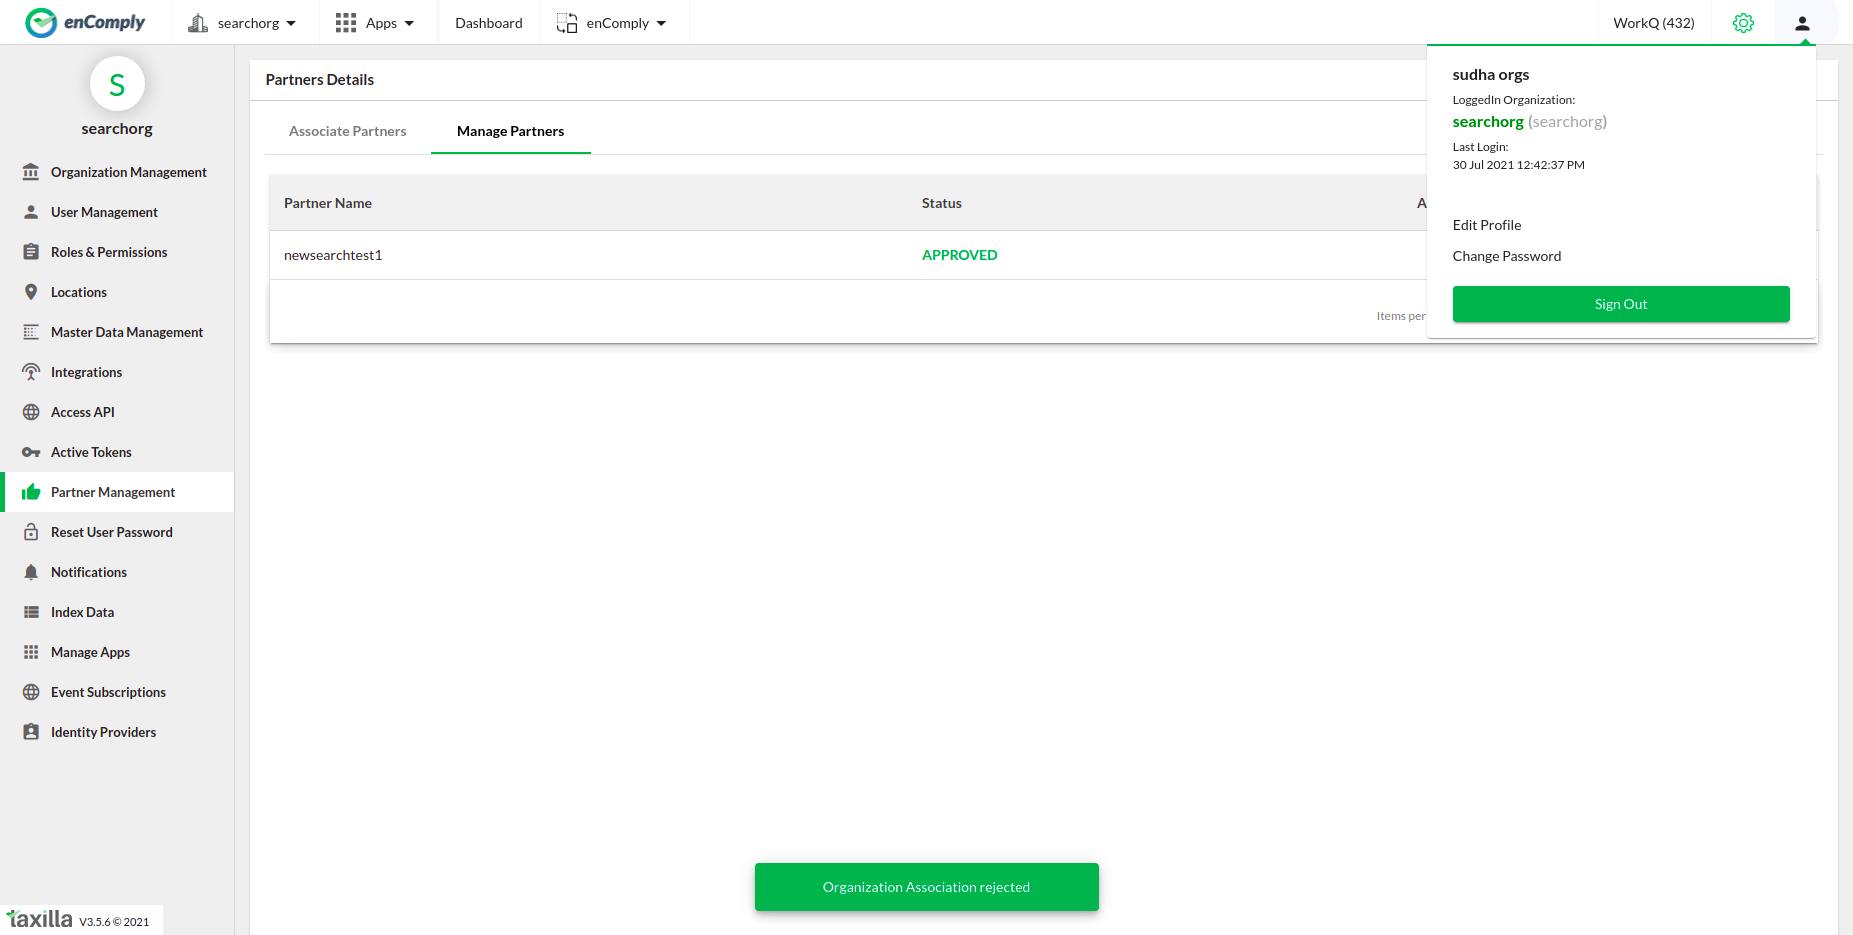 enComply
searchorg
Apps
Dashboard
enComply
WorkQ (432)
S
searchorg
Organization Management
User Management
Roles & Permissions
Locations
Master Data Management
Integrations
Access API
Active Tokens
Partner Management
Reset User Password
Notifications
Index Data
Manage Apps
Event Subscriptions
Identity Providers
taxilla V3.5.6 © 2021
Partners Details
Associate Partners
Manage Partners
Partner Name
Status
A
newsearchtest1
APPROVED
Items per
sudha orgs
LoggedIn Organization:
searchorg (searchorg)
Last Login:
30 Jul 2021 12:42:37 PM
Edit Profile
Change Password
Sign Out
Organization Association rejected